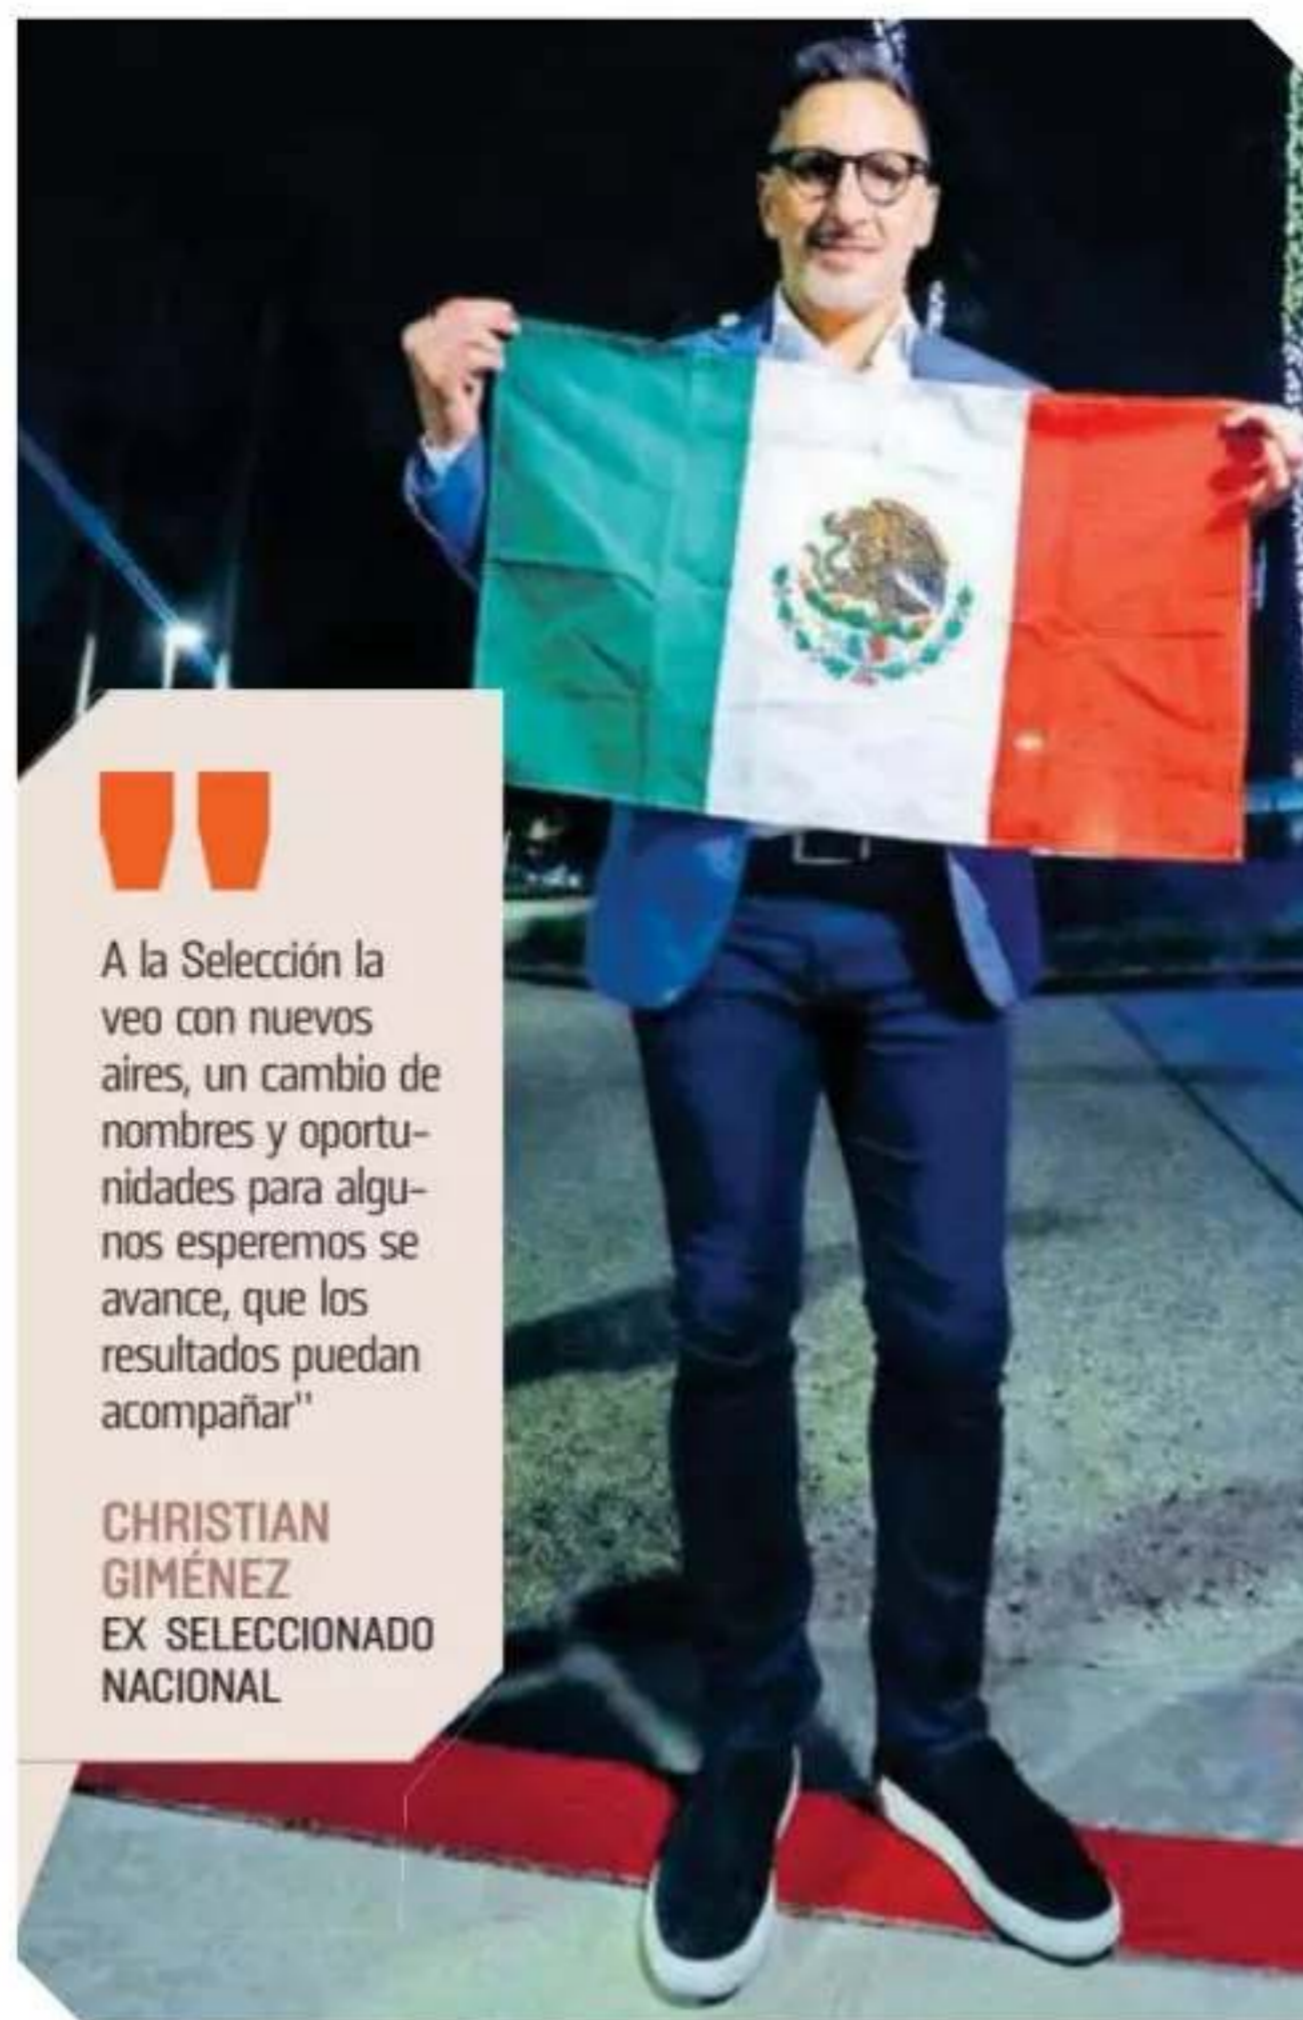 A la Selección la
veo con nuevos
aires, un cambio de
nombres y oportu-
nidades para algu-
nos esperemos se
avance, que los
resultados puedan
acompañar"
CHRISTIAN
GIMÉNEZ
EX SELECCIONADO
NACIONAL